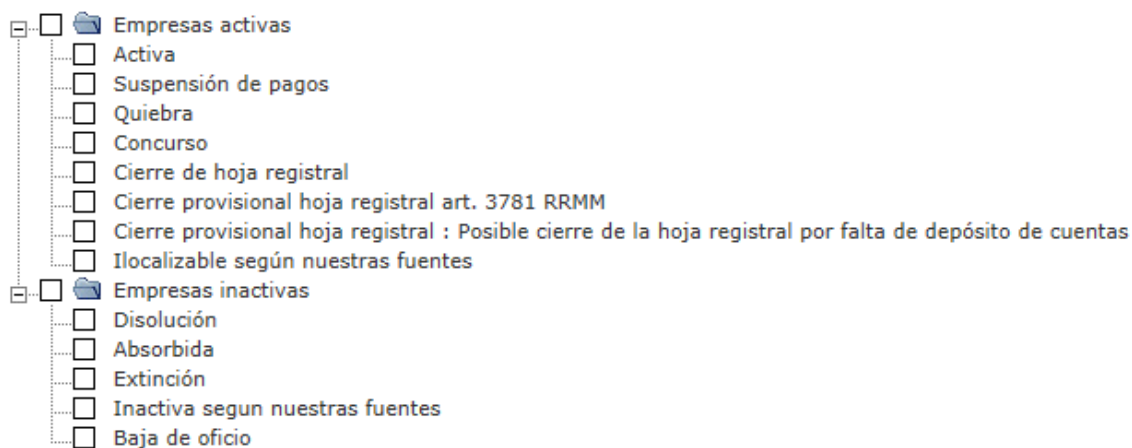 Empresas activas
Activa
Suspensión de pagos
Quiebra
Concurso
Cierre de hoja registral
Cierre provisional hoja registral art. 3781 RRMM
Cierre provisional hoja registral : Posible cierre de la hoja registral por falta de depósito de cuentas
Ilocalizable según nuestras fuentes
Empresas inactivas
Disolución
Absorbida
Extinción
Inactiva segun nuestras fuentes
Baja de oficio